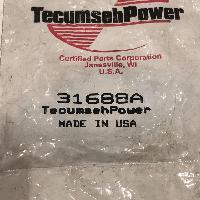 TecumsehPower
Certified Parts Corporation
Janesville, WI
U.S.A.
31688A
TecumsehPower
MADE IN USA